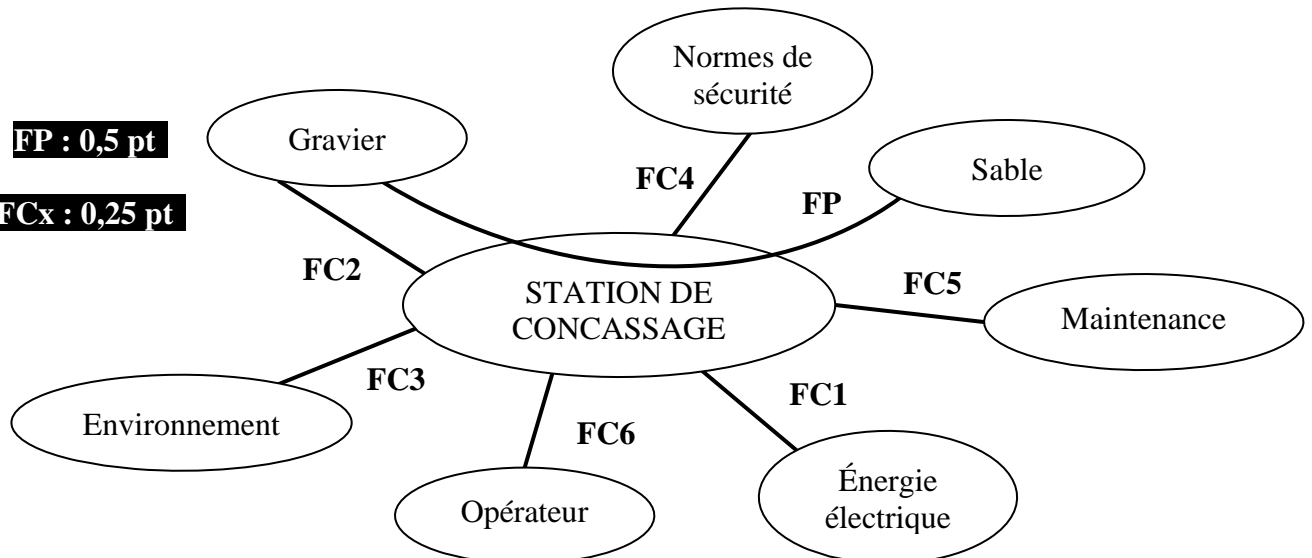 Normes de
sécurité
FP : 0,5 pt
Gravier
Sable
FC4
FP
FCx : 0,25 pt
FC2
FC5
STATION DE
CONCASSAGE
Maintenance
FC3
FC1
Environnement
FC6
Énergie
électrique
Opérateur